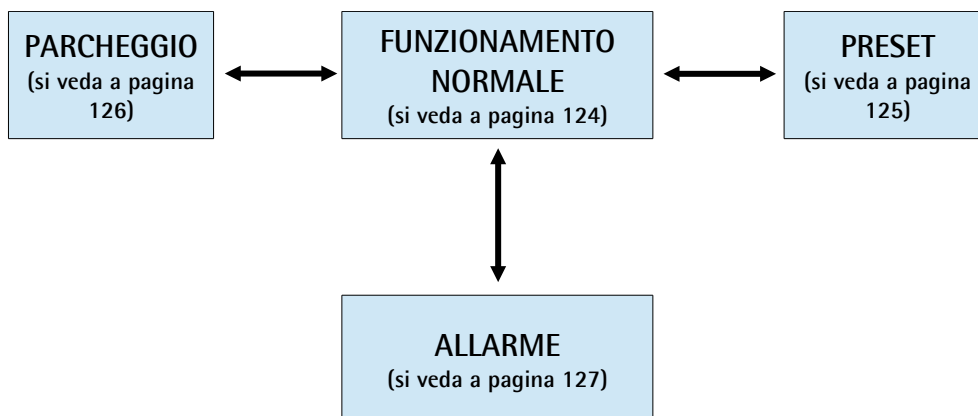 PARCHEGGIO
(si veda a pagina
126)
FUNZIONAMENTO
NORMALE
(si veda a pagina 124)
PRESET
(si veda a pagina
125)
ALLARME
(si veda a pagina 127)